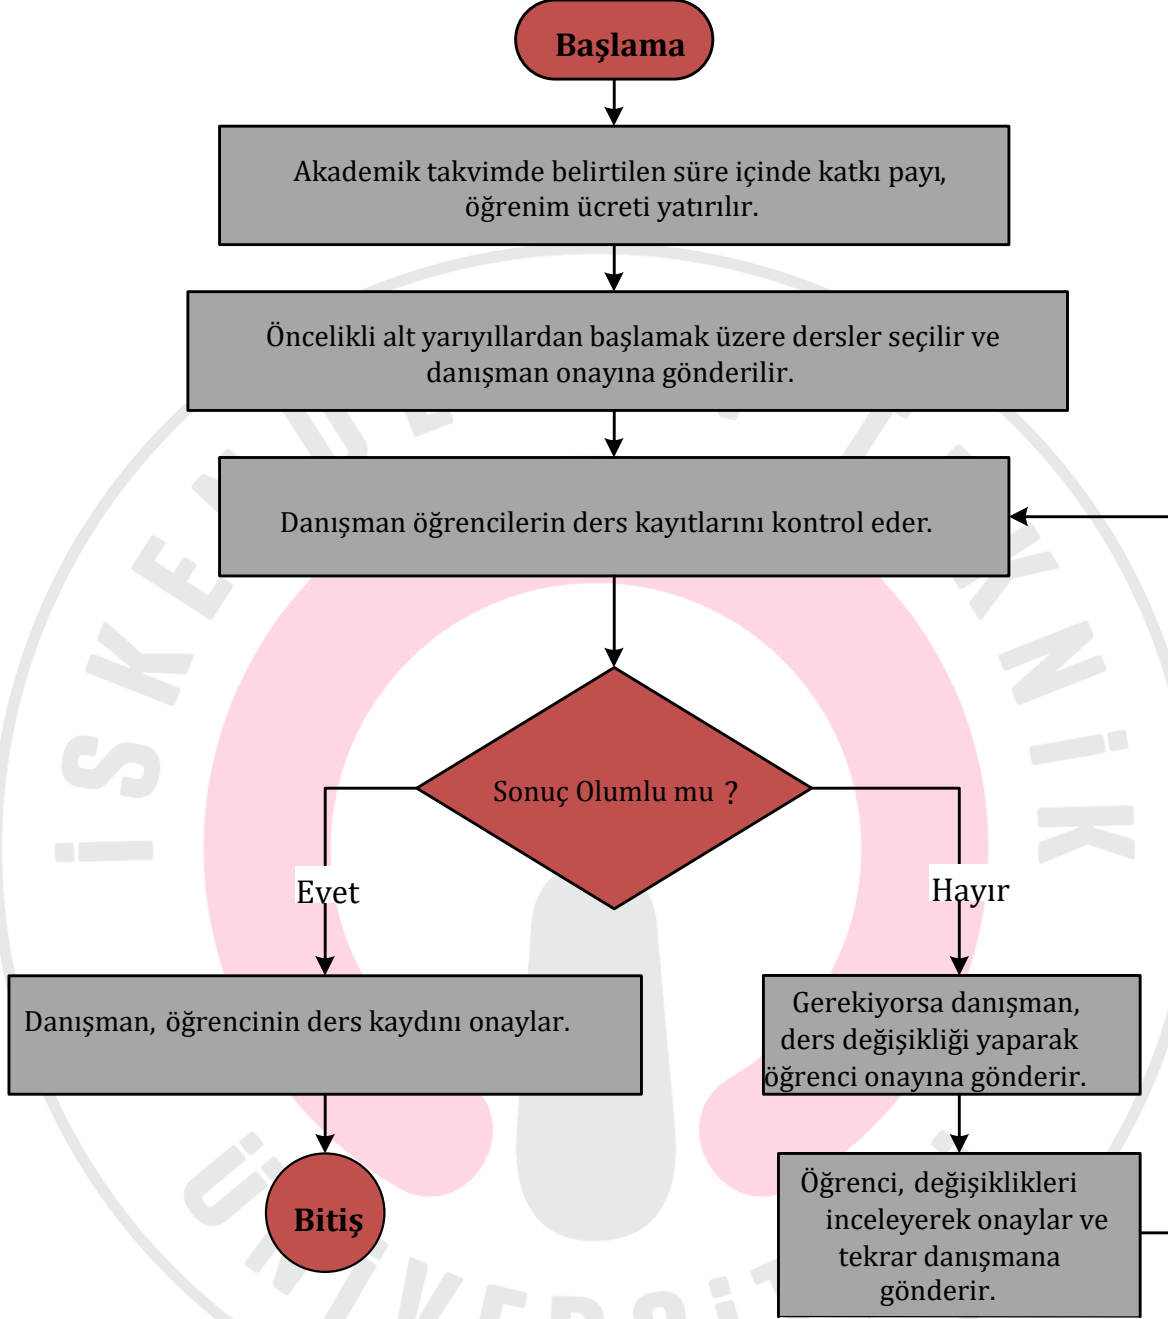 Başlama
Akademik takvimde belirtilen süre içinde katkı payı,
öğrenim ücreti yatırılır.
Öncelikli alt yarıyıllardan başlamak üzere dersler seçilir ve
danışman onayına gönderilir.
Danışman öğrencilerin ders kayıtlarını kontrol eder.
Sonuç Olumlu mu ?
Evet
Hayır
Danışman, öğrencinin ders kaydını onaylar.
Gerekiyorsa danışman,
ders değişikliği yaparak
öğrenci onayına gönderir.
Bitiş
Öğrenci, değişiklikleri
inceleyerek onaylar ve
tekrar danışmana
gönderir.